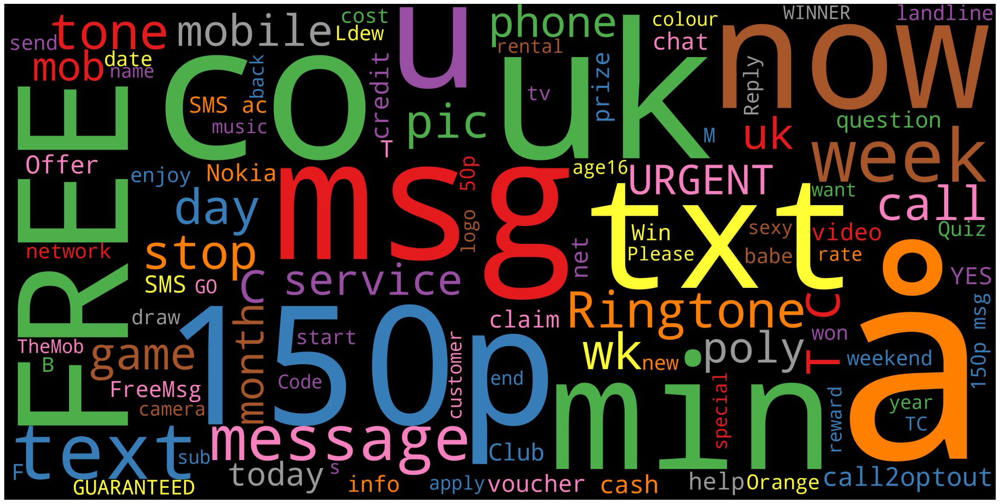 WINNER
landline
cost
u
phone
colour
tone
mobile
Ldew
now
send
rental
chat
mob
date
name
co uk
back
credit
prize
Reply
tv
SMS ac
music
pic
question
M
uk
week
T
FREE
Offer
enjoy
Nokia
msg
50p
age16
URGENT
txt
want
call
day
logo
Win
sexy
video
Quiz
stop
network
net
Please
babe
rate
å
SMS
GO
C
service
YES
Ringtone
T C
150p msg
draw
month
150p
claim
start
won
TheMob
game
customer
wk
new
poly
weekend
B
Code
end
min
FreeMsg
special
reward
year
camera
TC
text
message
sub
Club
F
today
s
info
apply
voucher
cash
help
Orange
call2optout
GUARANTEED